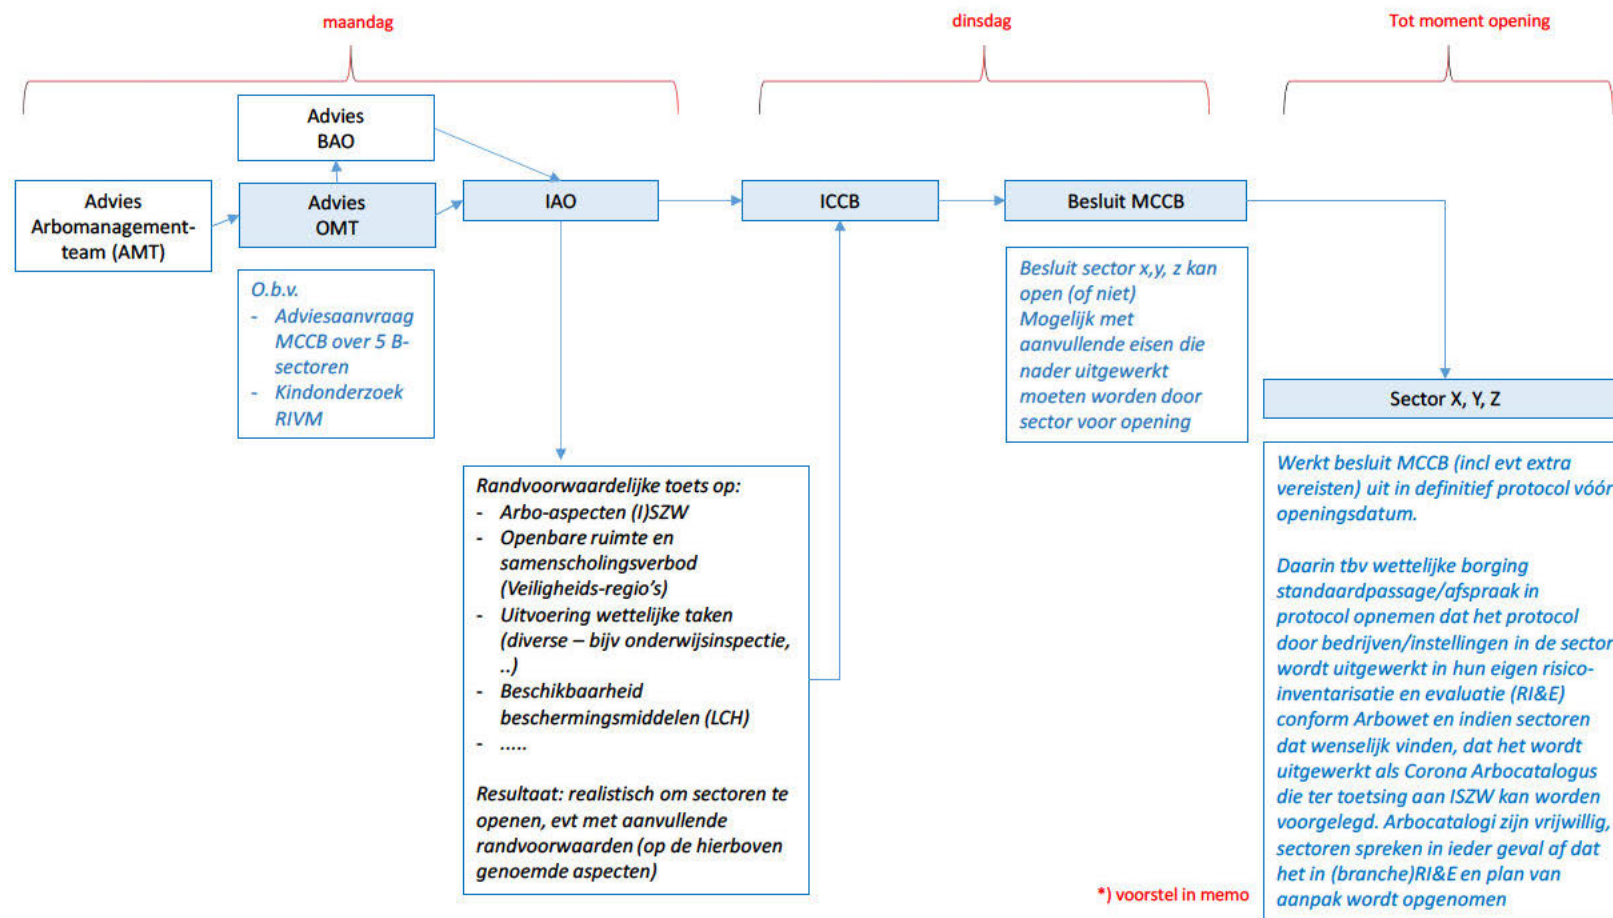 maandag
dinsdag
Tot moment opening
Advies
BAO
Advies
Arbomanagement-
team (AMT)
Advies
OMT
IAO
ICCB
Besluit MCCB
O.b.v.
- Adviesaanvraag
MCCB over 5 B-
sectoren
- Kindonderzoek
RIVM
Besluit sector x,y, z kan
open (of niet)
Mogelijk met
aanvullende eisen die
nader uitgewerkt
moeten worden door
sector voor opening
Sector X, Y, Z
Randvoorwaardelijke toets op:
- Arbo-aspecten (I)SZW
- Openbare ruimte en
samenscholingsverbod
(Veiligheids-regio’s)
- Uitvoering wettelijke taken
(diverse – bijv onderwijsinspectie,
..)
- Beschikbaarheid
beschermingsmiddelen (LCH)
- .....
Resultaat: realistisch om sectoren te
openen, evt met aanvullende
randvoorwaarden (op de hierboven
genoemde aspecten)
Werkt besluit MCCB (incl evt extra
vereisten) uit in definitief protocol vóór
openingsdatum.
Daarin tbv wettelijke borging
standaardpassage/afspraak in
protocol opnemen dat het protocol
door bedrijven/instellingen in de sector
wordt uitgewerkt in hun eigen risico-
inventarisatie en evaluatie (RI&E)
conform Arbowet en indien sectoren
dat wenselijk vinden, dat het wordt
uitgewerkt als Corona Arbocatalogus
die ter toetsing aan ISZW kan worden
voorgelegd. Arbocatalogi zijn vrijwillig,
sectoren spreken in ieder geval af dat
het in (branche)RI&E en plan van
aanpak wordt opgenomen
*) voorstel in memo